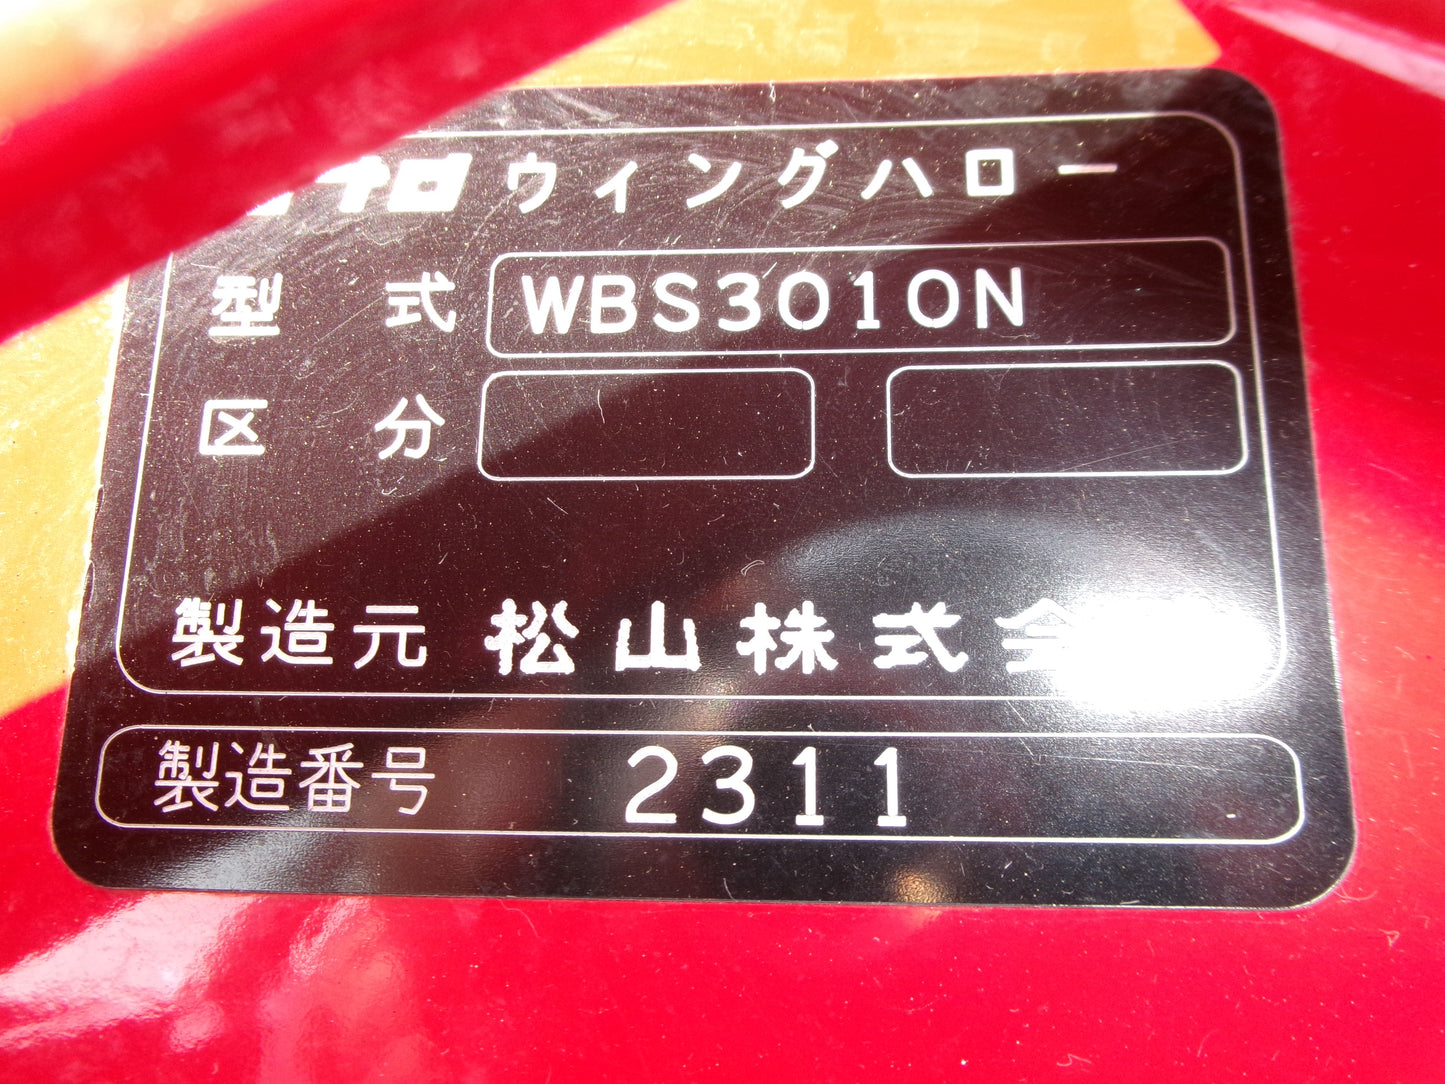 ウィングハロー
型式 WBS3010N
区分
製造元 松山株式会
製造番号 2311